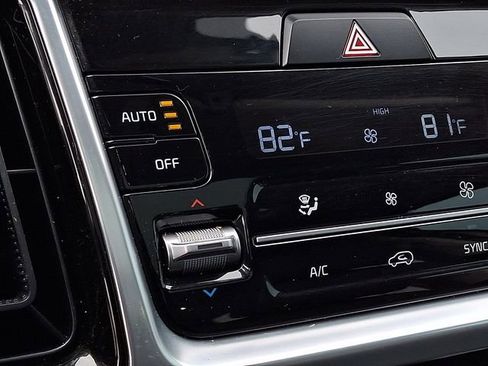 HIGH
AUTO
82°F
81°F
OFF
A/C
SYNC